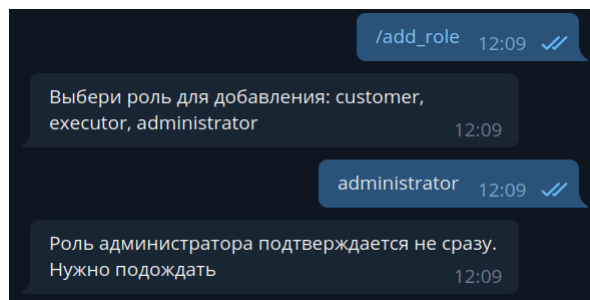 /add_role 12:09
Выбери роль для добавления: customer,
executor, administrator 12:09
administrator 12:09
Роль администратора подтверждается не сразу.
Нужно подождать 12:09